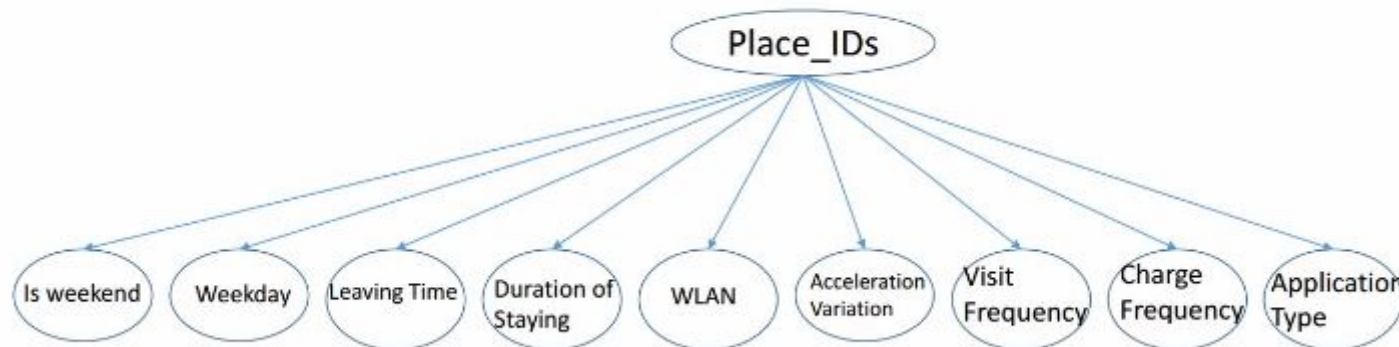 Place_IDs
Is weekend
Weekday
Leaving Time
Duration of
Staying
WLAN
Acceleration
Variation
Visit
Frequency
Charge
Frequency
Application
Type